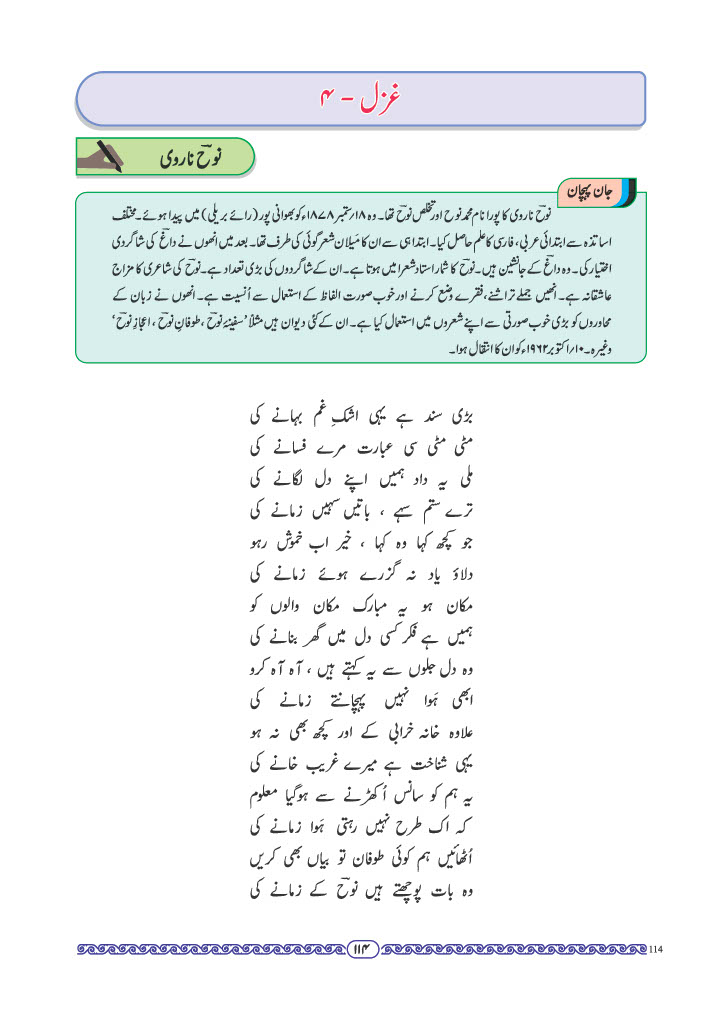 غزل - ۴
نوحؔ ناروی
جان پہچان
نوحؔ ناروی کا پورا نام محمد نوح اور تخلص نوحؔ تھا۔ وہ ۱۸؍ ستمبر ۱۸۷۸ء کو بھوانی پور (رائے بریلی) میں پیدا ہوئے۔ مختلف
اساتذہ سے ابتدائی عربی، فارسی کا علم حاصل کیا۔ ابتدا ہی سے ان کا میلان شعر گوئی کی طرف تھا۔ بعد میں انھوں نے داغؔ کی شاگردی
اختیار کی۔ وہ داغؔ کے جانشین ہیں۔ نوحؔ کا شمار استاد شعرا میں ہوتا ہے۔ ان کے شاگردوں کی بڑی تعداد ہے۔ نوحؔ کی شاعری کا مزاج
عاشقانہ ہے۔ انھیں جملے تراشنے، فقرے وضع کرنے اور خوب صورت الفاظ کے استعمال سے اُنسیت ہے۔ انھوں نے زبان کے
محاوروں کو بڑی خوب صورتی سے اپنے شعروں میں استعمال کیا ہے۔ ان کے کئی دیوان ہیں مثلاً 'سفینۂ نوحؔ، طوفانِ نوحؔ، اعجازِ نوحؔ'
وغیرہ۔ ۱۰؍ اکتوبر ۱۹۶۲ء کو ان کا انتقال ہوا۔
بڑی سند ہے یہی اشکِ غم بہانے کی
مٹی مٹی سی عبارت مرے فسانے کی
ملی یہ داد ہمیں اپنے دل لگانے کی
ترے ستم سہے ، باتیں سہیں زمانے کی
جو کچھ کہا وہ کہا ، خیر اب خموش رہو
دلاؤ یاد نہ گزرے ہوئے زمانے کی
مکان ہو یہ مبارک مکان والوں کو
ہمیں ہے فکر کسی دل میں گھر بنانے کی
وہ دل جلوں سے یہ کہتے ہیں ، آہ آہ کرو
ابھی ہَوا نہیں پہچانتے زمانے کی
علاوہ خانہ خرابی کے اور کچھ بھی نہ ہو
یہی شناخت ہے میرے غریب خانے کی
یہ ہم کو سانس اُکھڑنے سے ہوگیا معلوم
کہ اک طرح نہیں رہتی ہَوا زمانے کی
اُٹھائیں ہم کوئی طوفان تو بیاں بھی کریں
وہ بات پوچھتے ہیں نوحؔ کے زمانے کی
۱۱۴
114